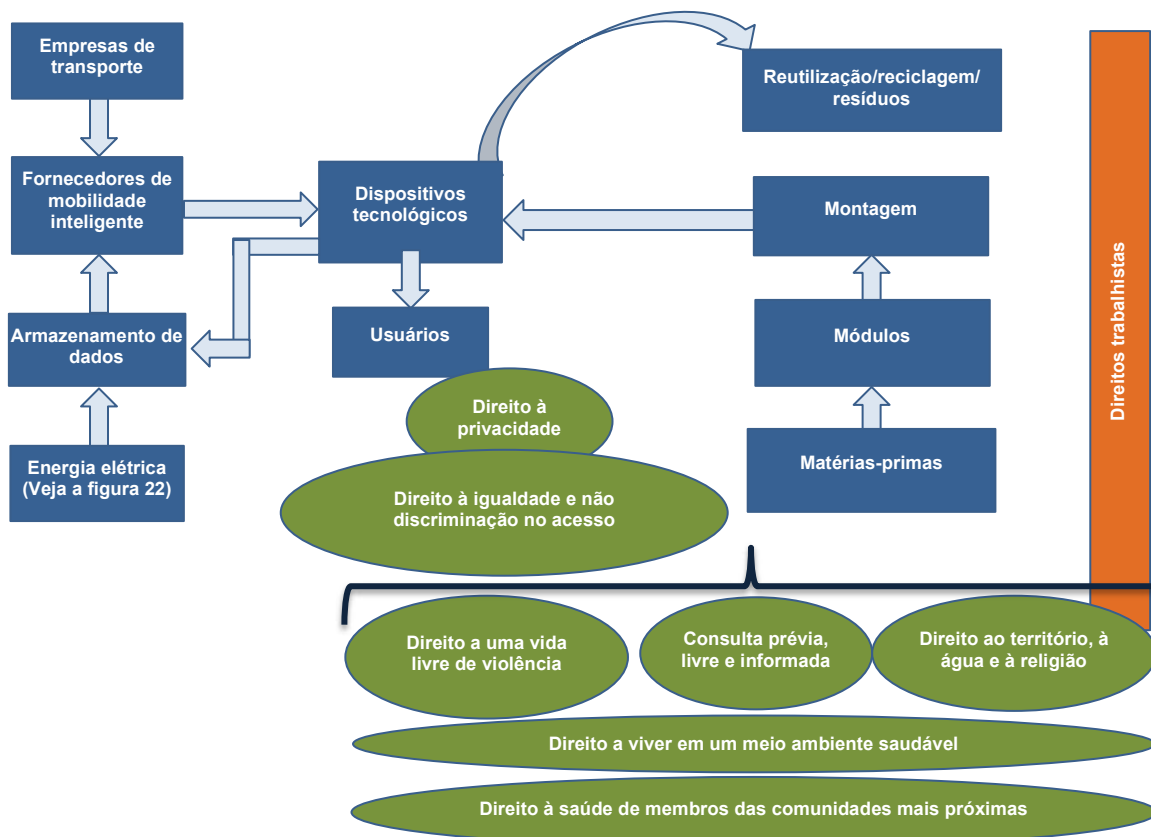 Empresas de
transporte
Reutilização/reciclagem/
resíduos
Fornecedores de
mobilidade
inteligente
Dispositivos
tecnológicos
Montagem
Armazenamento de
dados
Usuários
Módulos
Direitos trabalhistas
Direito à
privacidade
Energia elétrica
(Veja a figura 22)
Matérias-primas
Direito à igualdade e não
discriminação no acesso
Direito a uma vida
livre de violência
Consulta prévia,
livre e informada
Direito ao território, à
água e à religião
Direito a viver em um meio ambiente saudável
Direito à saúde de membros das comunidades mais próximas